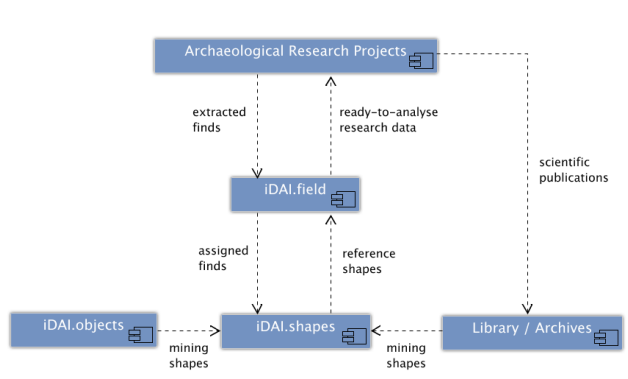 Archaeological Research Projects
extracted
finds
ready-to-analyse
research data
scientific
publications
iDAI.field
assigned
finds
reference
shapes
iDAI.objects
iDAI.shapes
Library / Archives
mining
shapes
mining
shapes